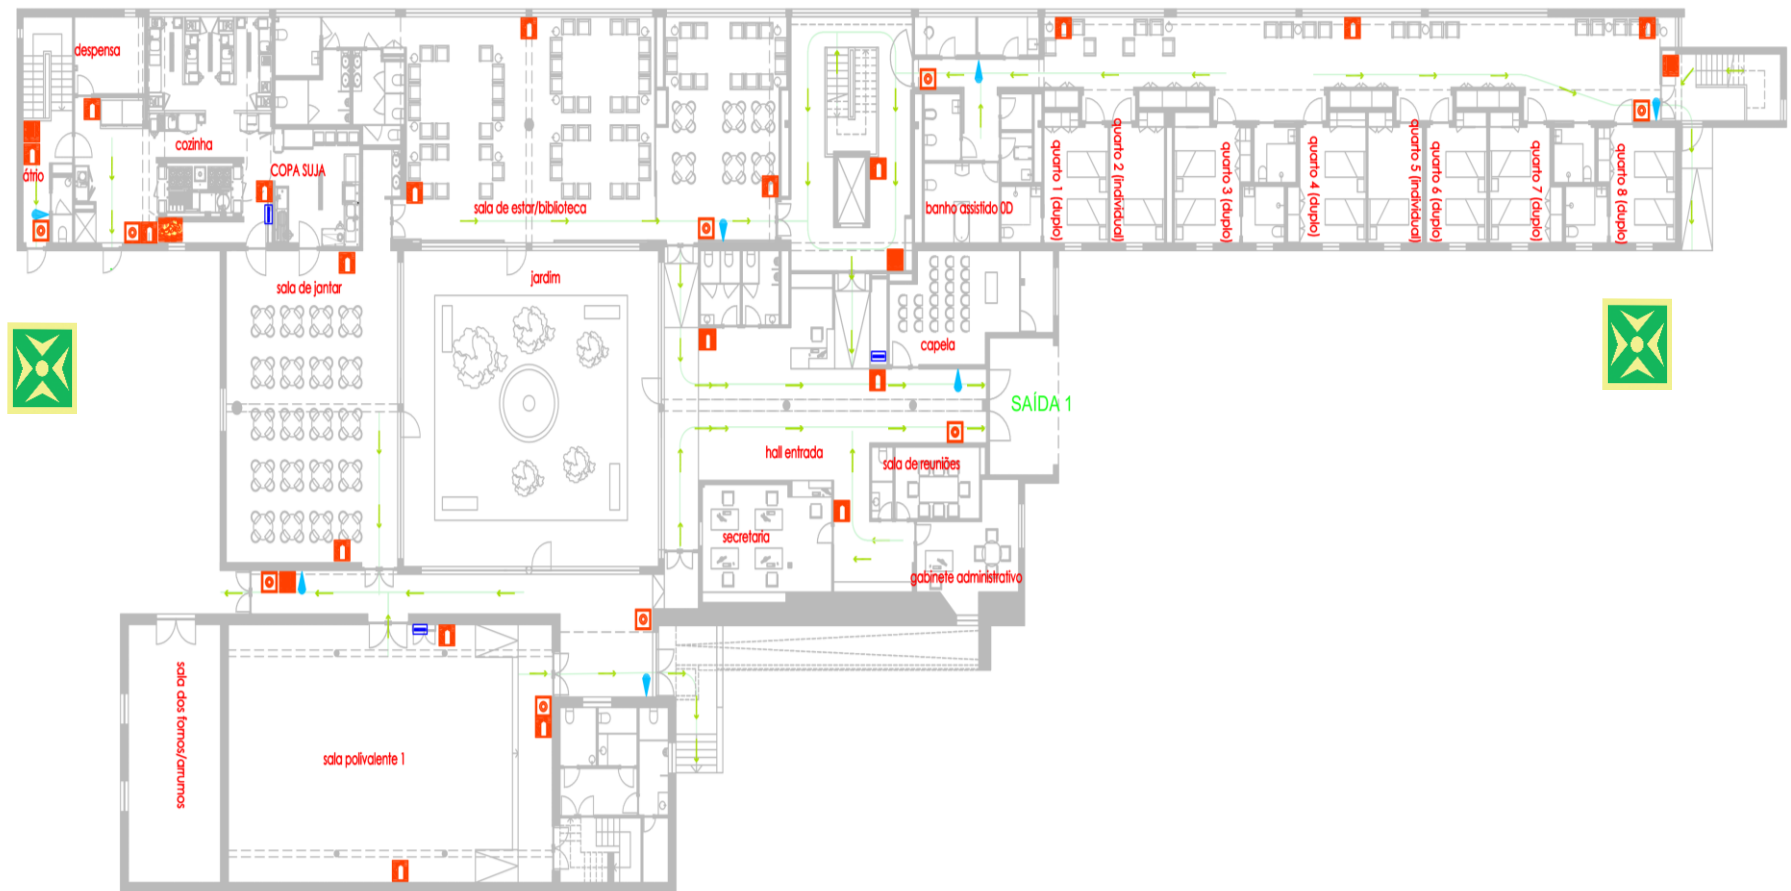 despensa
cozinha
COPA SUJA
átrio
sala de estar/biblioteca
banho assistido 0D
quarto 1 (duplo)
quarto 2 (individual)
quarto 3 (duplo)
quarto 4 (duplo)
quarto 5 (individual)
quarto 6 (duplo)
quarto 7 (duplo)
quarto 8 (duplo)
sala de jantar
jardim
capela
SAÍDA 1
hall entrada
sala de reuniões
secretaria
gabinete administrativo
sala dos fornos/arrumos
sala polivalente 1